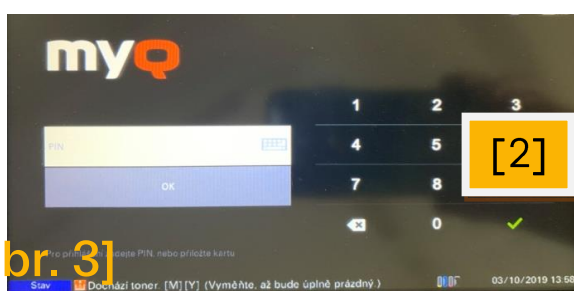 myQ
1 2 3
PIN
4 5 [2]
OK
7 8
0
Pro přihlášení zadejte PIN, nebo přiložte kartu
br. 3]
Stav Dochází toner. [M][Y] (Vyměňte, až bude úplně prázdný.) 03/10/2019 13:58